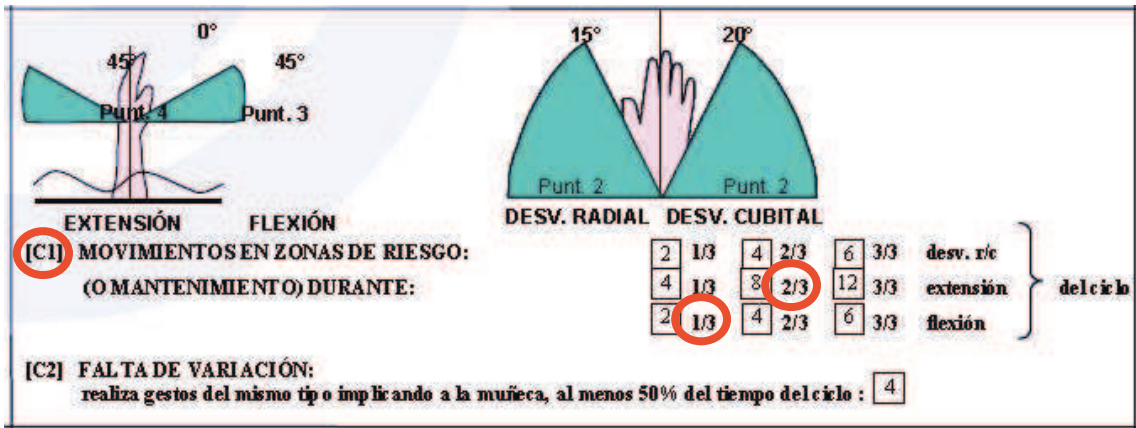 0° 15° 20°
45° 45°
Punt. 4 Punt. 3
Punt. 2 Punt. 2
EXTENSIÓN FLEXIÓN DESV. RADIAL DESV. CUBITAL
[C1] MOVIMIENTOS EN ZONAS DE RIESGO: 2 1/3 4 2/3 6 3/3 desv. r/c
(O MANTENIMIENTO) DURANTE: 4 1/3 8 2/3 12 3/3 extensión del ciclo
2 1/3 4 2/3 6 3/3 flexión
[C2] FALTA DE VARIACIÓN:
realiza gestos del mismo tipo implicando a la muñeca, al menos 50% del tiempo del ciclo : 4